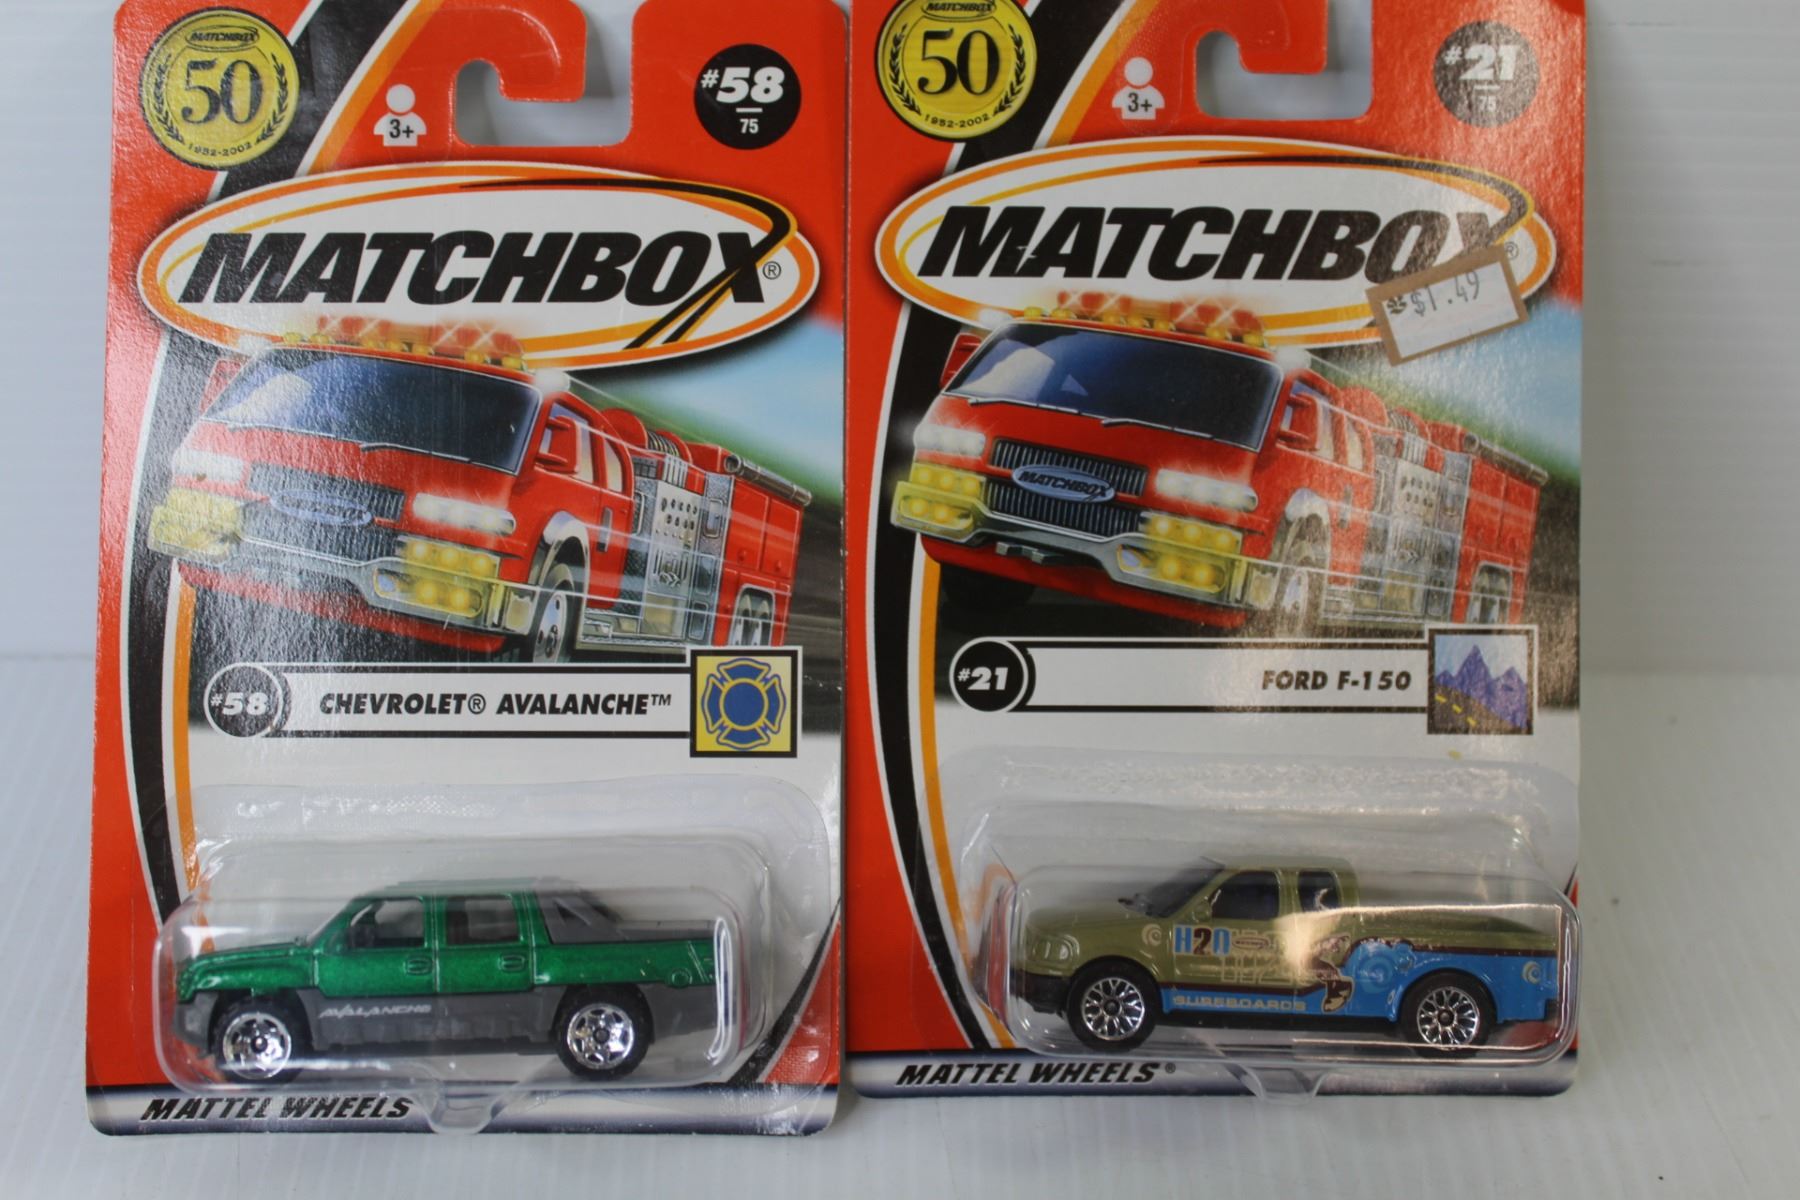 MATCHBOX
50
1952-2002
3+
#58
75
MATCHBOX®
#58
CHEVROLET® AVALANCHE™
AVALANCHE
MATTEL WHEELS
MATCHBOX
50
1952-2002
3+
#21
75
MATCHBOX®
$1.49
MATCHBOX
#21
FORD F-150
H2O
MATCHBOX
SURFBOARDS
MATTEL WHEELS®